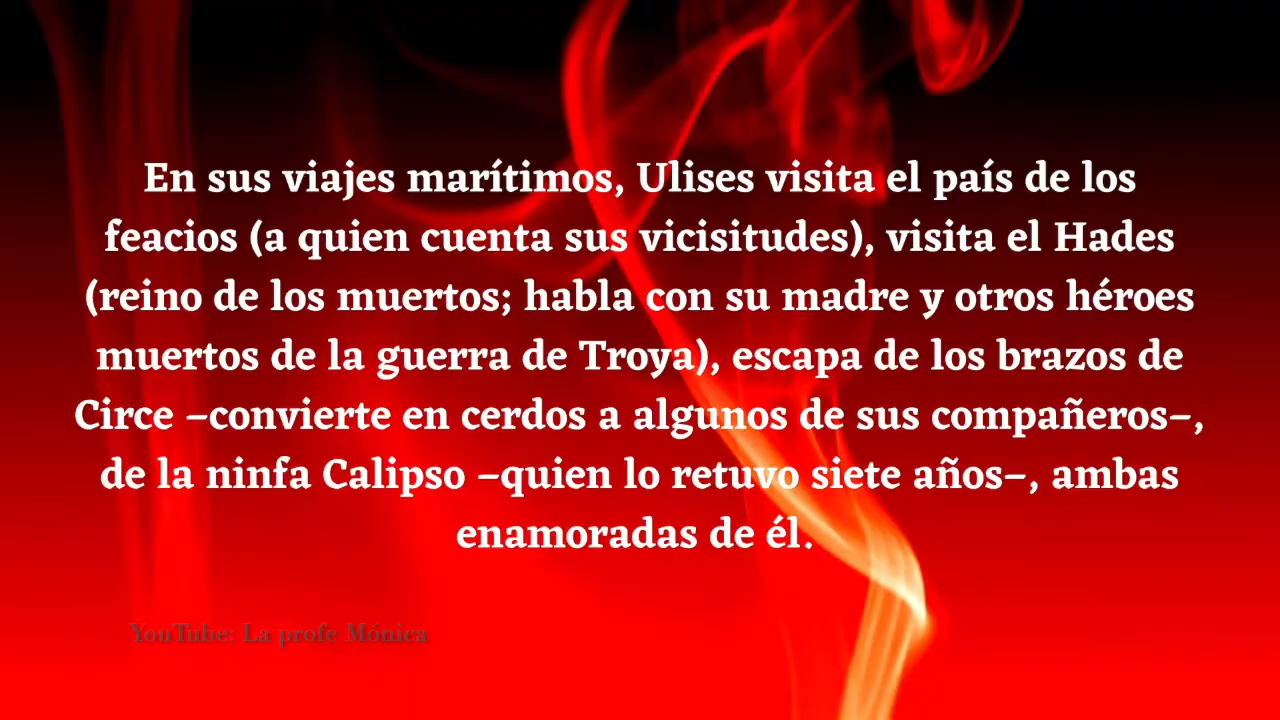 En sus viajes marítimos, Ulises visita el país de los
feacios (a quien cuenta sus vicisitudes), visita el Hades
(reino de los muertos; habla con su madre y otros héroes
muertos de la guerra de Troya), escapa de los brazos de
Circe –convierte en cerdos a algunos de sus compañeros–,
de la ninfa Calipso –quien lo retuvo siete años–, ambas
enamoradas de él.
YouTube: La profe Mónica